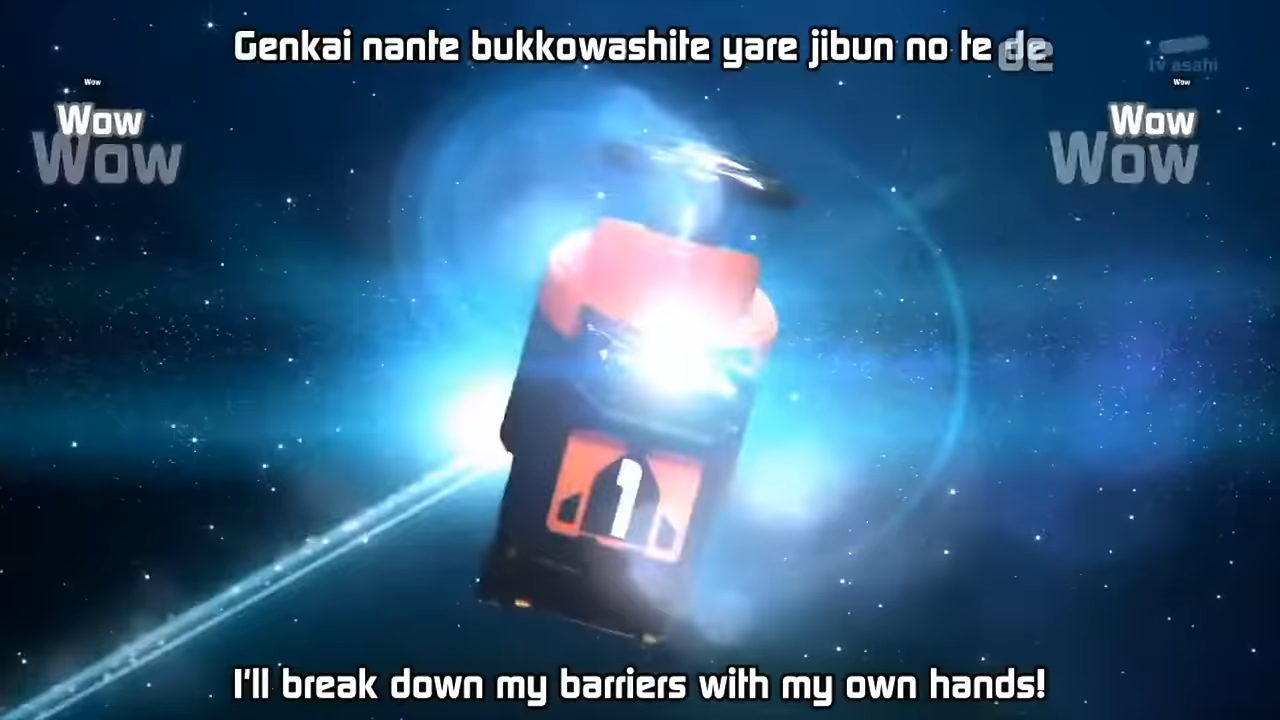 Genkai nante bukkowashite yare jibun no te de
tv asahi
Wow
Wow
Wow
Wow
Wow
Wow
1
I'll break down my barriers with my own hands!